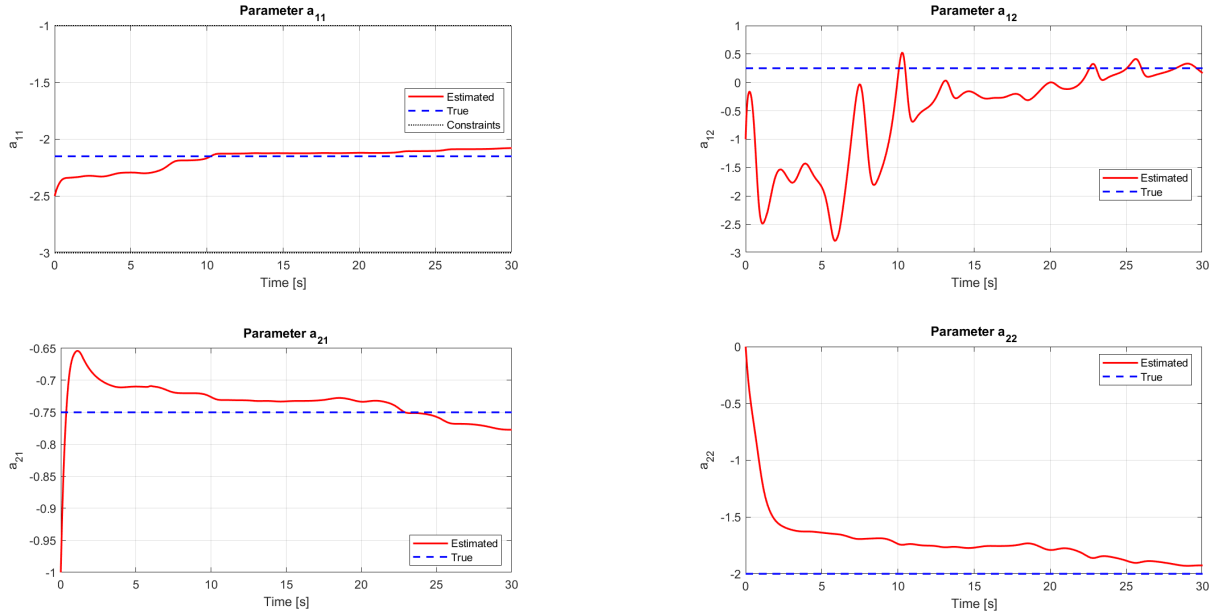 Parameter a11
-1
-1.5
-2
-2.5
-3
a11
0 5 10 15 20 25 30
Time [s]
Estimated
True
Constraints
Parameter a12
1
0.5
0
-0.5
-1
-1.5
-2
-2.5
-3
a12
0 5 10 15 20 25 30
Time [s]
Estimated
True
Parameter a21
-0.65
-0.7
-0.75
-0.8
-0.85
-0.9
-0.95
-1
a21
0 5 10 15 20 25 30
Time [s]
Estimated
True
Parameter a22
0
-0.5
-1
-1.5
-2
a22
0 5 10 15 20 25 30
Time [s]
Estimated
True